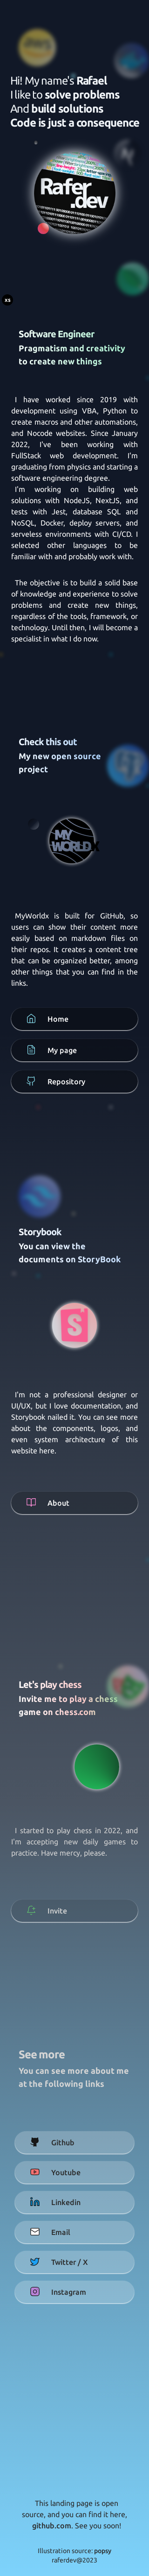 Hi! My name's Rafael
I like to solve problems
And build solutions
Code is just a consequence
Rafer
.dev
RS
Software Engineer
Pragmatism and creativity
to create new things
I have worked since 2019 with
development using VBA, Python to
create macros and other automations,
and Nocode websites. Since January
2022, I've been working with
FullStack web development. I'm
graduating from physics and starting a
software engineering degree.
I'm working on building web
solutions with NodeJS, NextJS, and
tests with Jest, database SQL and
NoSQL, Docker, deploy servers, and
serveless environments with CI/CD. I
selected other languages to be
familiar with and probably work with.
The objective is to build a solid base
of knowledge and experience to solve
problems and create new things,
regardless of the tools, framework, or
technology. Until then, I will become a
specialist in what I do now.
Check this out
My new open source
project
MY
WORLDX
MyWorldx is built for GitHub, so
users can show their content more
easily based on markdown files on
their repos. It creates a content tree
that can be organized better, among
other things that you can find in the
links.
Home
My page
Repository
Storybook
You can view the
documents on StoryBook
S
I'm not a professional designer or
UI/UX, but I love documentation, and
Storybook nailed it. You can see more
about the components, logos, and
even system architecture of this
website here.
About
Let's play chess
Invite me to play a chess
game on chess.com
I started to play chess in 2022, and
I'm accepting new daily games to
practice. Have mercy, please.
Invite
See more
You can see more about me
at the following links
Github
Youtube
Linkedin
Email
Twitter / X
Instagram
This landing page is open
source, and you can find it here,
github.com. See you soon!
Illustration source: popsy
raferdev@2023